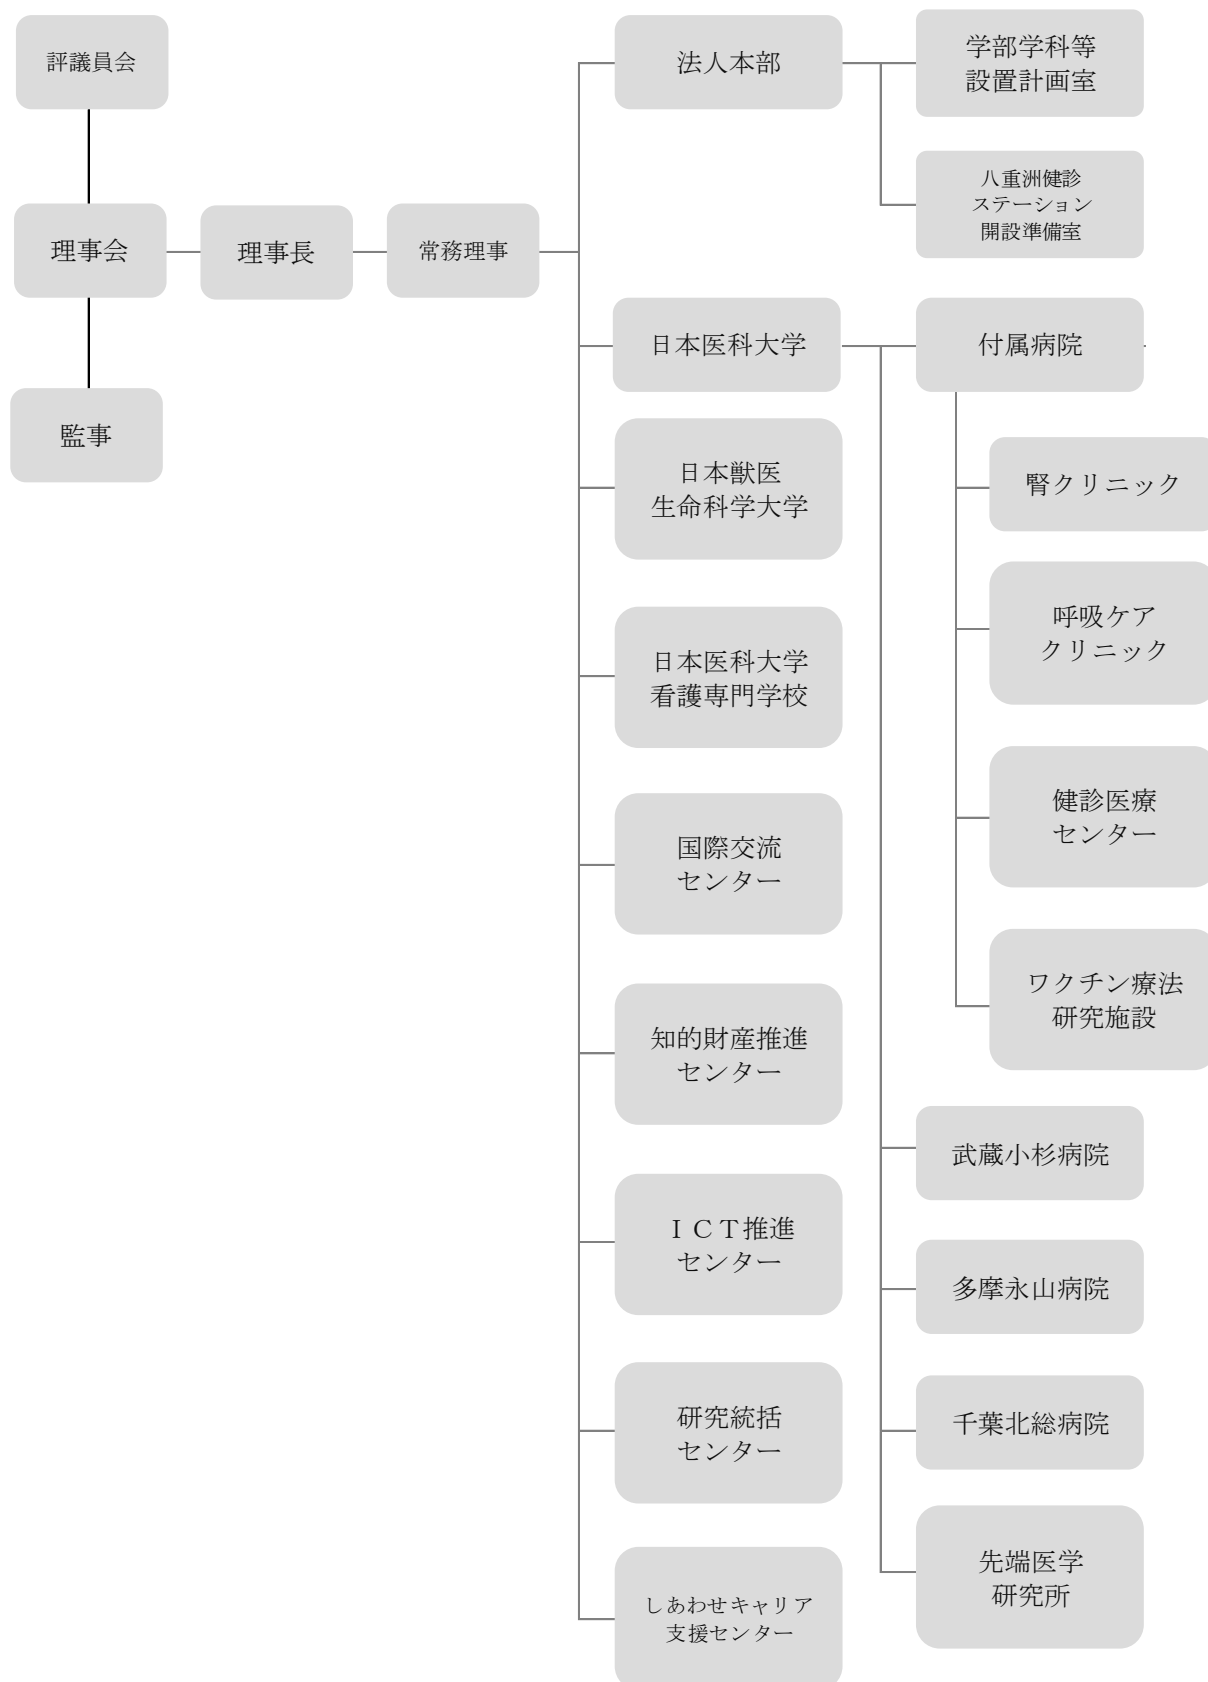 評議員会
理事会
監事
理事長
常務理事
法人本部
学部学科等
設置計画室
八重洲健診
ステーション
開設準備室
日本医科大学
付属病院
腎クリニック
呼吸ケア
クリニック
健診医療
センター
ワクチン療法
研究施設
武蔵小杉病院
多摩永山病院
千葉北総病院
先端医学
研究所
日本獣医
生命科学大学
日本医科大学
看護専門学校
国際交流
センター
知的財産推進
センター
ＩＣＴ推進
センター
研究統括
センター
しあわせキャリア
支援センター